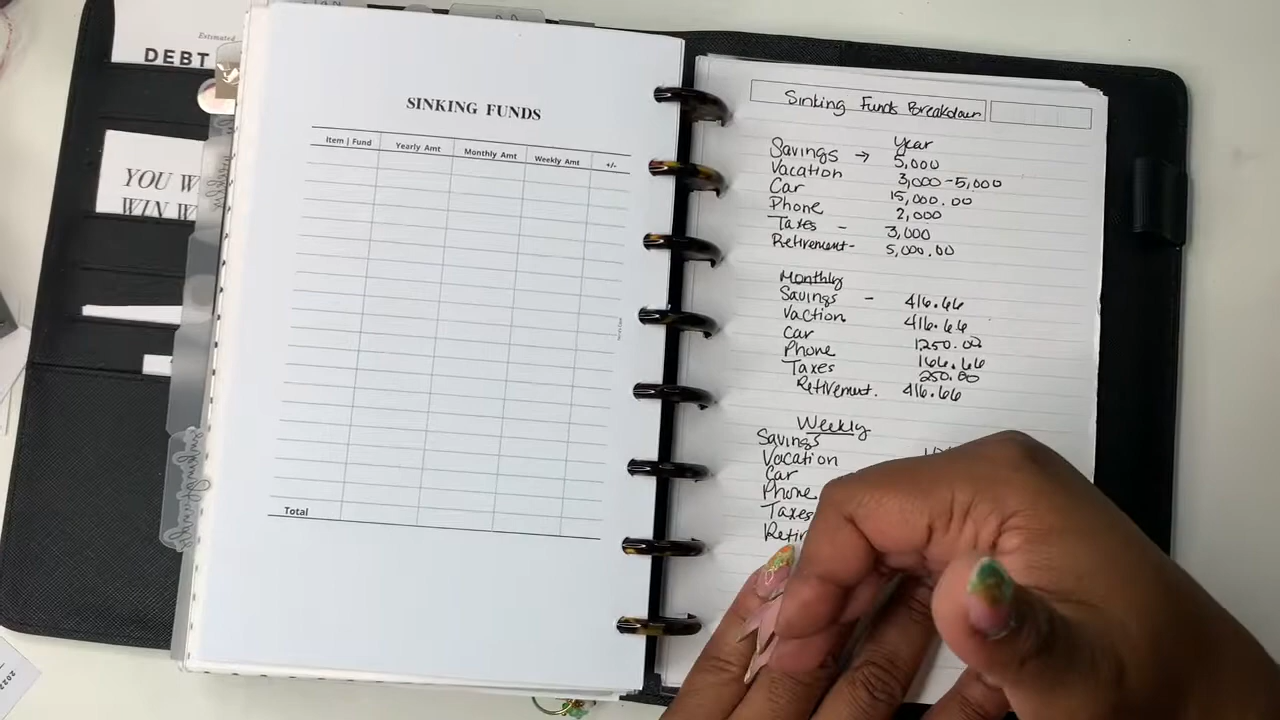 Estimated
DEBT
YOU W
WIN W
SINKING FUNDS
Item | Fund Yearly Amt Monthly Amt Weekly Amt +/-
Total
Sinking Funds Breakdown
Year
Savings → 5,000
Vacation 3,000-5,000
Car 15,000.00
Phone 2,000
Taxes - 3,000
Retirement- 5,000.00
Monthly
Savings - 416.66
Vaction 416.66
Car 1250.00
Phone 166.66
Taxes 250.00
Retirement. 416.66
Weekly
Savings
Vacation
Car
Phone
Taxes
Retir
2022